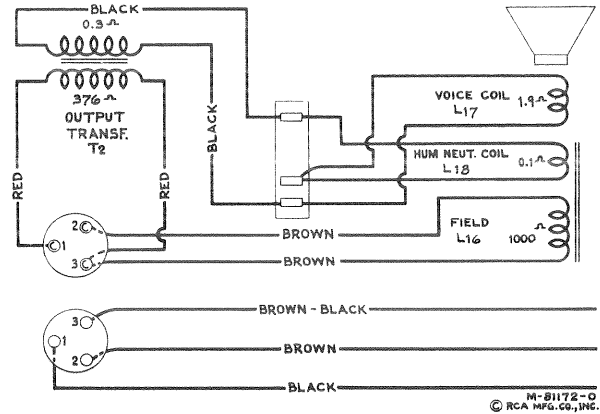 BLACK
0.3 Ω
376 Ω
OUTPUT
TRANSF.
T2
BLACK
RED
RED
VOICE COIL
L17
1.9 Ω
HUM NEUT. COIL
L18
0.1 Ω
FIELD
L16
1000 Ω
2
1
3
BROWN
BROWN
3
1
2
BROWN - BLACK
BROWN
BLACK
M-81172-0
© RCA MFG. CO., INC.